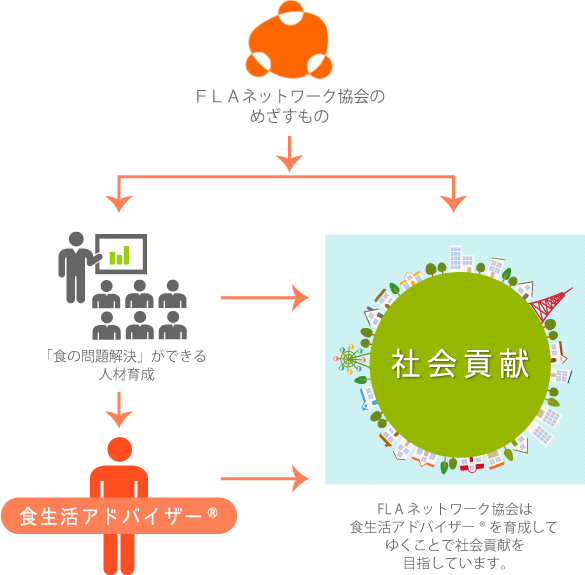 ＦＬＡネットワーク協会の
めざすもの
「食の問題解決」ができる
人材育成
社会貢献
食生活アドバイザー®
FLA ネットワーク協会は
食生活アドバイザー®を育成して
ゆくことで社会貢献を
目指しています。